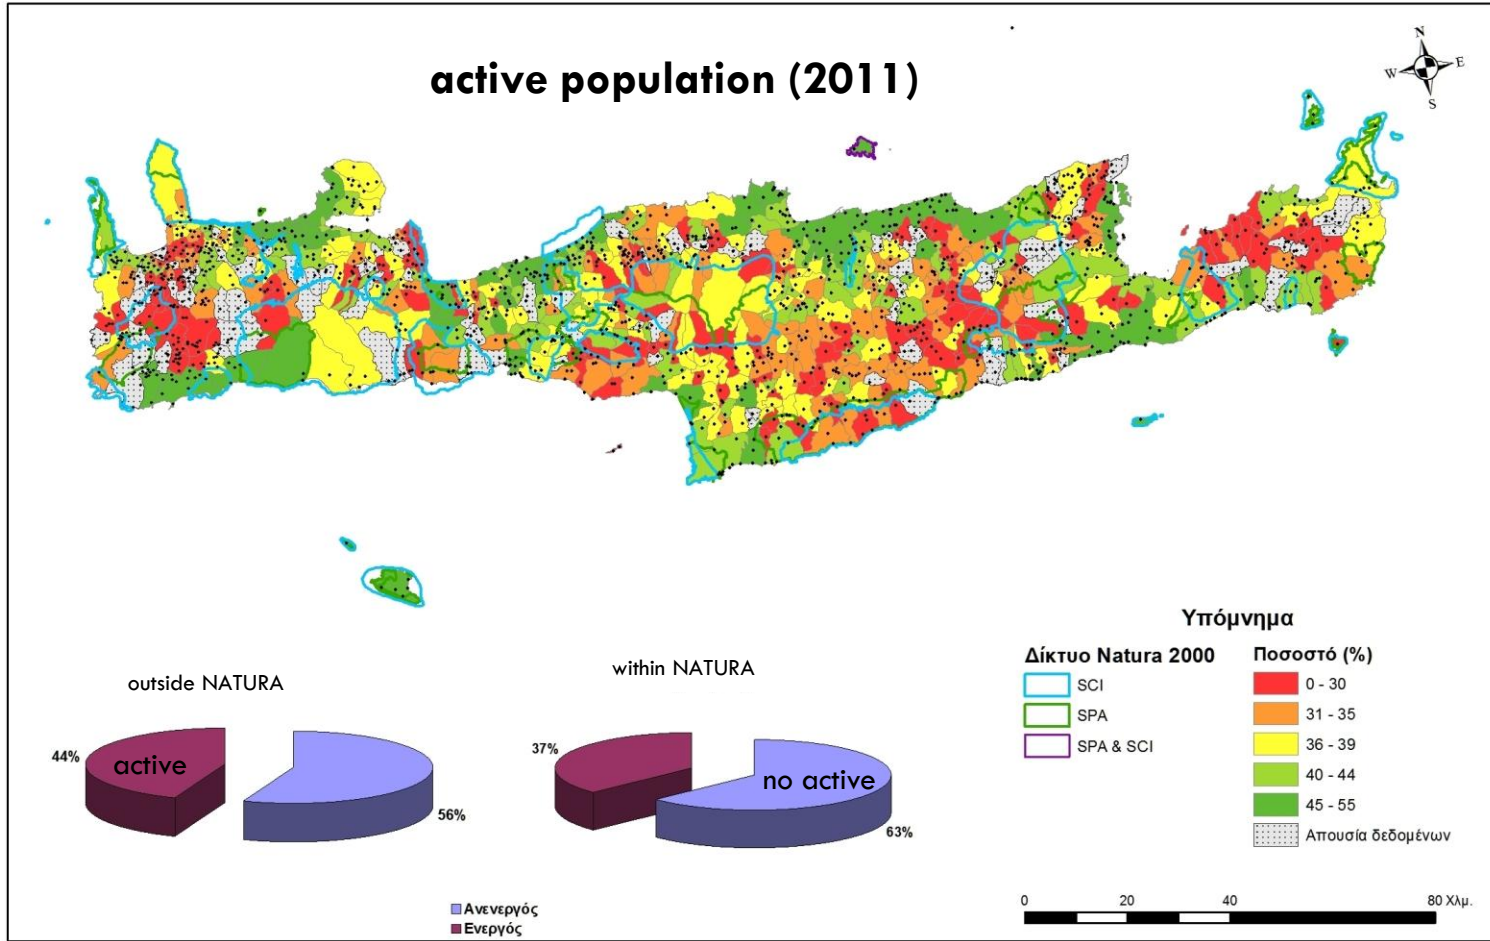 active population (2011)
N
W
E
S
Υπόμνημα
Δίκτυο Natura 2000
SCI
SPA
SPA & SCI
Ποσοστό (%)
0 - 30
31 - 35
36 - 39
40 - 44
45 - 55
Απουσία δεδομένων
outside NATURA
44%
active
56%
within NATURA
37%
no active
63%
Ανενεργός
Ενεργός
0 20 40 80 Χλμ.